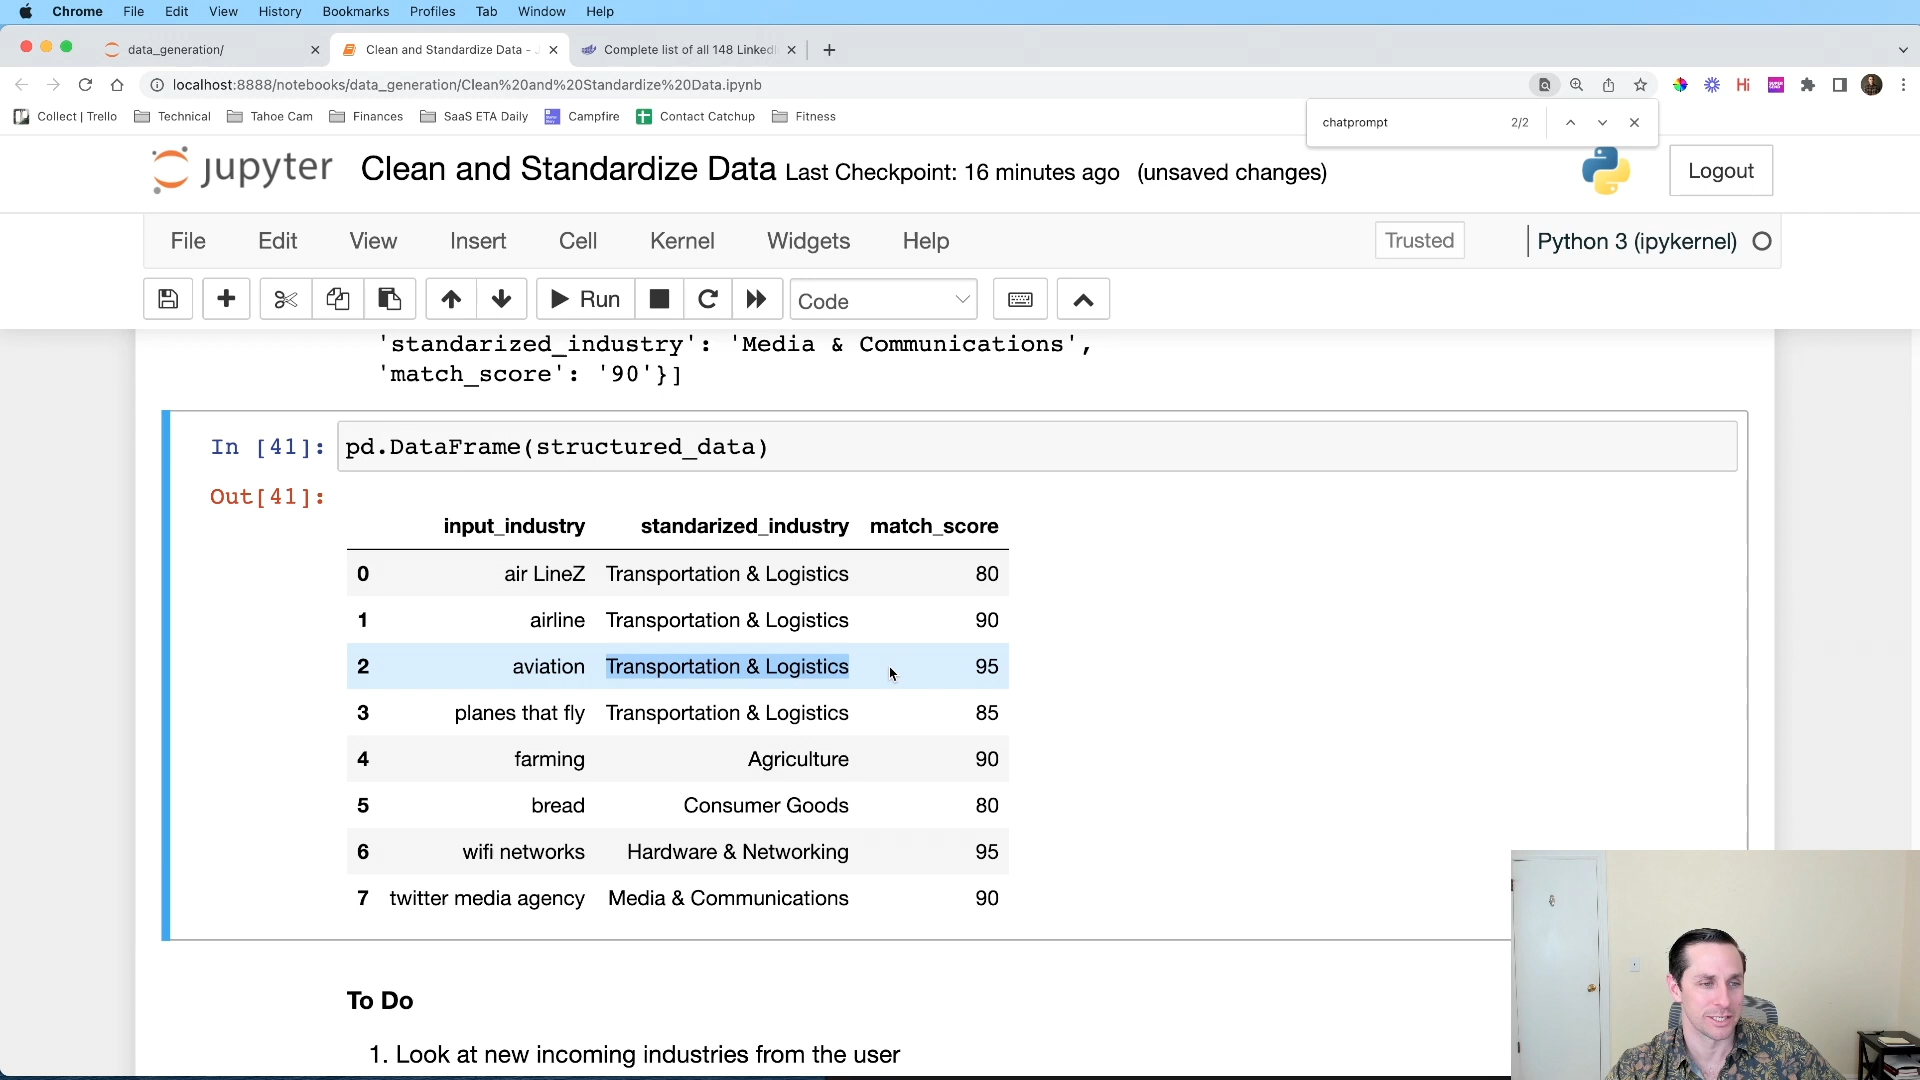 Chrome File Edit View History Bookmarks Profiles Tab Window Help
data_generation/ Clean and Standardize Data - J Complete list of all 148 LinkedI
localhost:8888/notebooks/data_generation/Clean%20and%20Standardize%20Data.ipynb
Collect | Trello Technical Tahoe Cam Finances SaaS ETA Daily Campfire Contact Catchup Fitness
chatprompt 2/2
jupyter Clean and Standardize Data Last Checkpoint: 16 minutes ago (unsaved changes) Logout
File Edit View Insert Cell Kernel Widgets Help Trusted Python 3 (ipykernel)
Run Code
'standarized_industry': 'Media & Communications',
'match_score': '90'}]
In [41]: pd.DataFrame(structured_data)
Out[41]:
input_industry standarized_industry match_score
0 air LineZ Transportation & Logistics 80
1 airline Transportation & Logistics 90
2 aviation Transportation & Logistics 95
3 planes that fly Transportation & Logistics 85
4 farming Agriculture 90
5 bread Consumer Goods 80
6 wifi networks Hardware & Networking 95
7 twitter media agency Media & Communications 90
To Do
1. Look at new incoming industries from the user